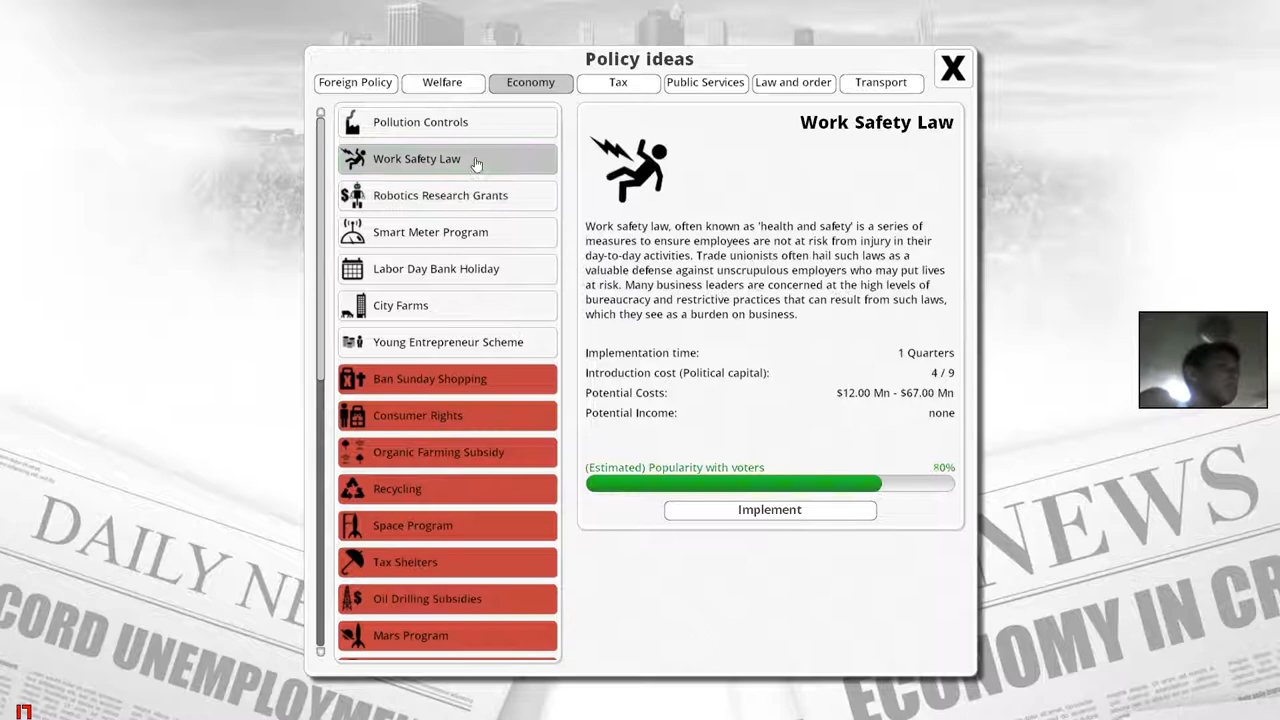 Policy ideas
X
Foreign Policy
Welfare
Economy
Tax
Public Services
Law and order
Transport
Pollution Controls
Work Safety Law
Robotics Research Grants
Smart Meter Program
Labor Day Bank Holiday
City Farms
Young Entrepreneur Scheme
Ban Sunday Shopping
Consumer Rights
Organic Farming Subsidy
Recycling
Space Program
Tax Shelters
Oil Drilling Subsidies
Mars Program
Work Safety Law
Work safety law, often known as 'health and safety' is a series of
measures to ensure employees are not at risk from injury in their
day-to-day activities. Trade unionists often hail such laws as a
valuable defense against unscrupulous employers who may put lives
at risk. Many business leaders are concerned at the high levels of
bureaucracy and restrictive practices that can result from such laws,
which they see as a burden on business.
Implementation time: 1 Quarters
Introduction cost (Political capital): 4 / 9
Potential Costs: $12.00 Mn - $67.00 Mn
Potential Income: none
(Estimated) Popularity with voters 80%
Implement
DAILY NE
CORD UNEMPLOYM
NEWS
ECONOMY IN CR